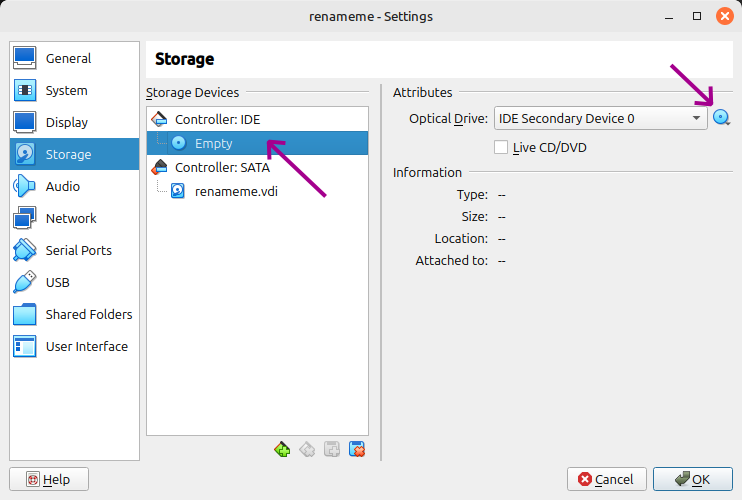 renameme - Settings
General
System
Display
Storage
Audio
Network
Serial Ports
USB
Shared Folders
User Interface
Storage
Storage Devices
Controller: IDE
Empty
Controller: SATA
renameme.vdi
Attributes
Optical Drive: IDE Secondary Device 0
Live CD/DVD
Information
Type: --
Size: --
Location: --
Attached to: --
Help
Cancel
OK